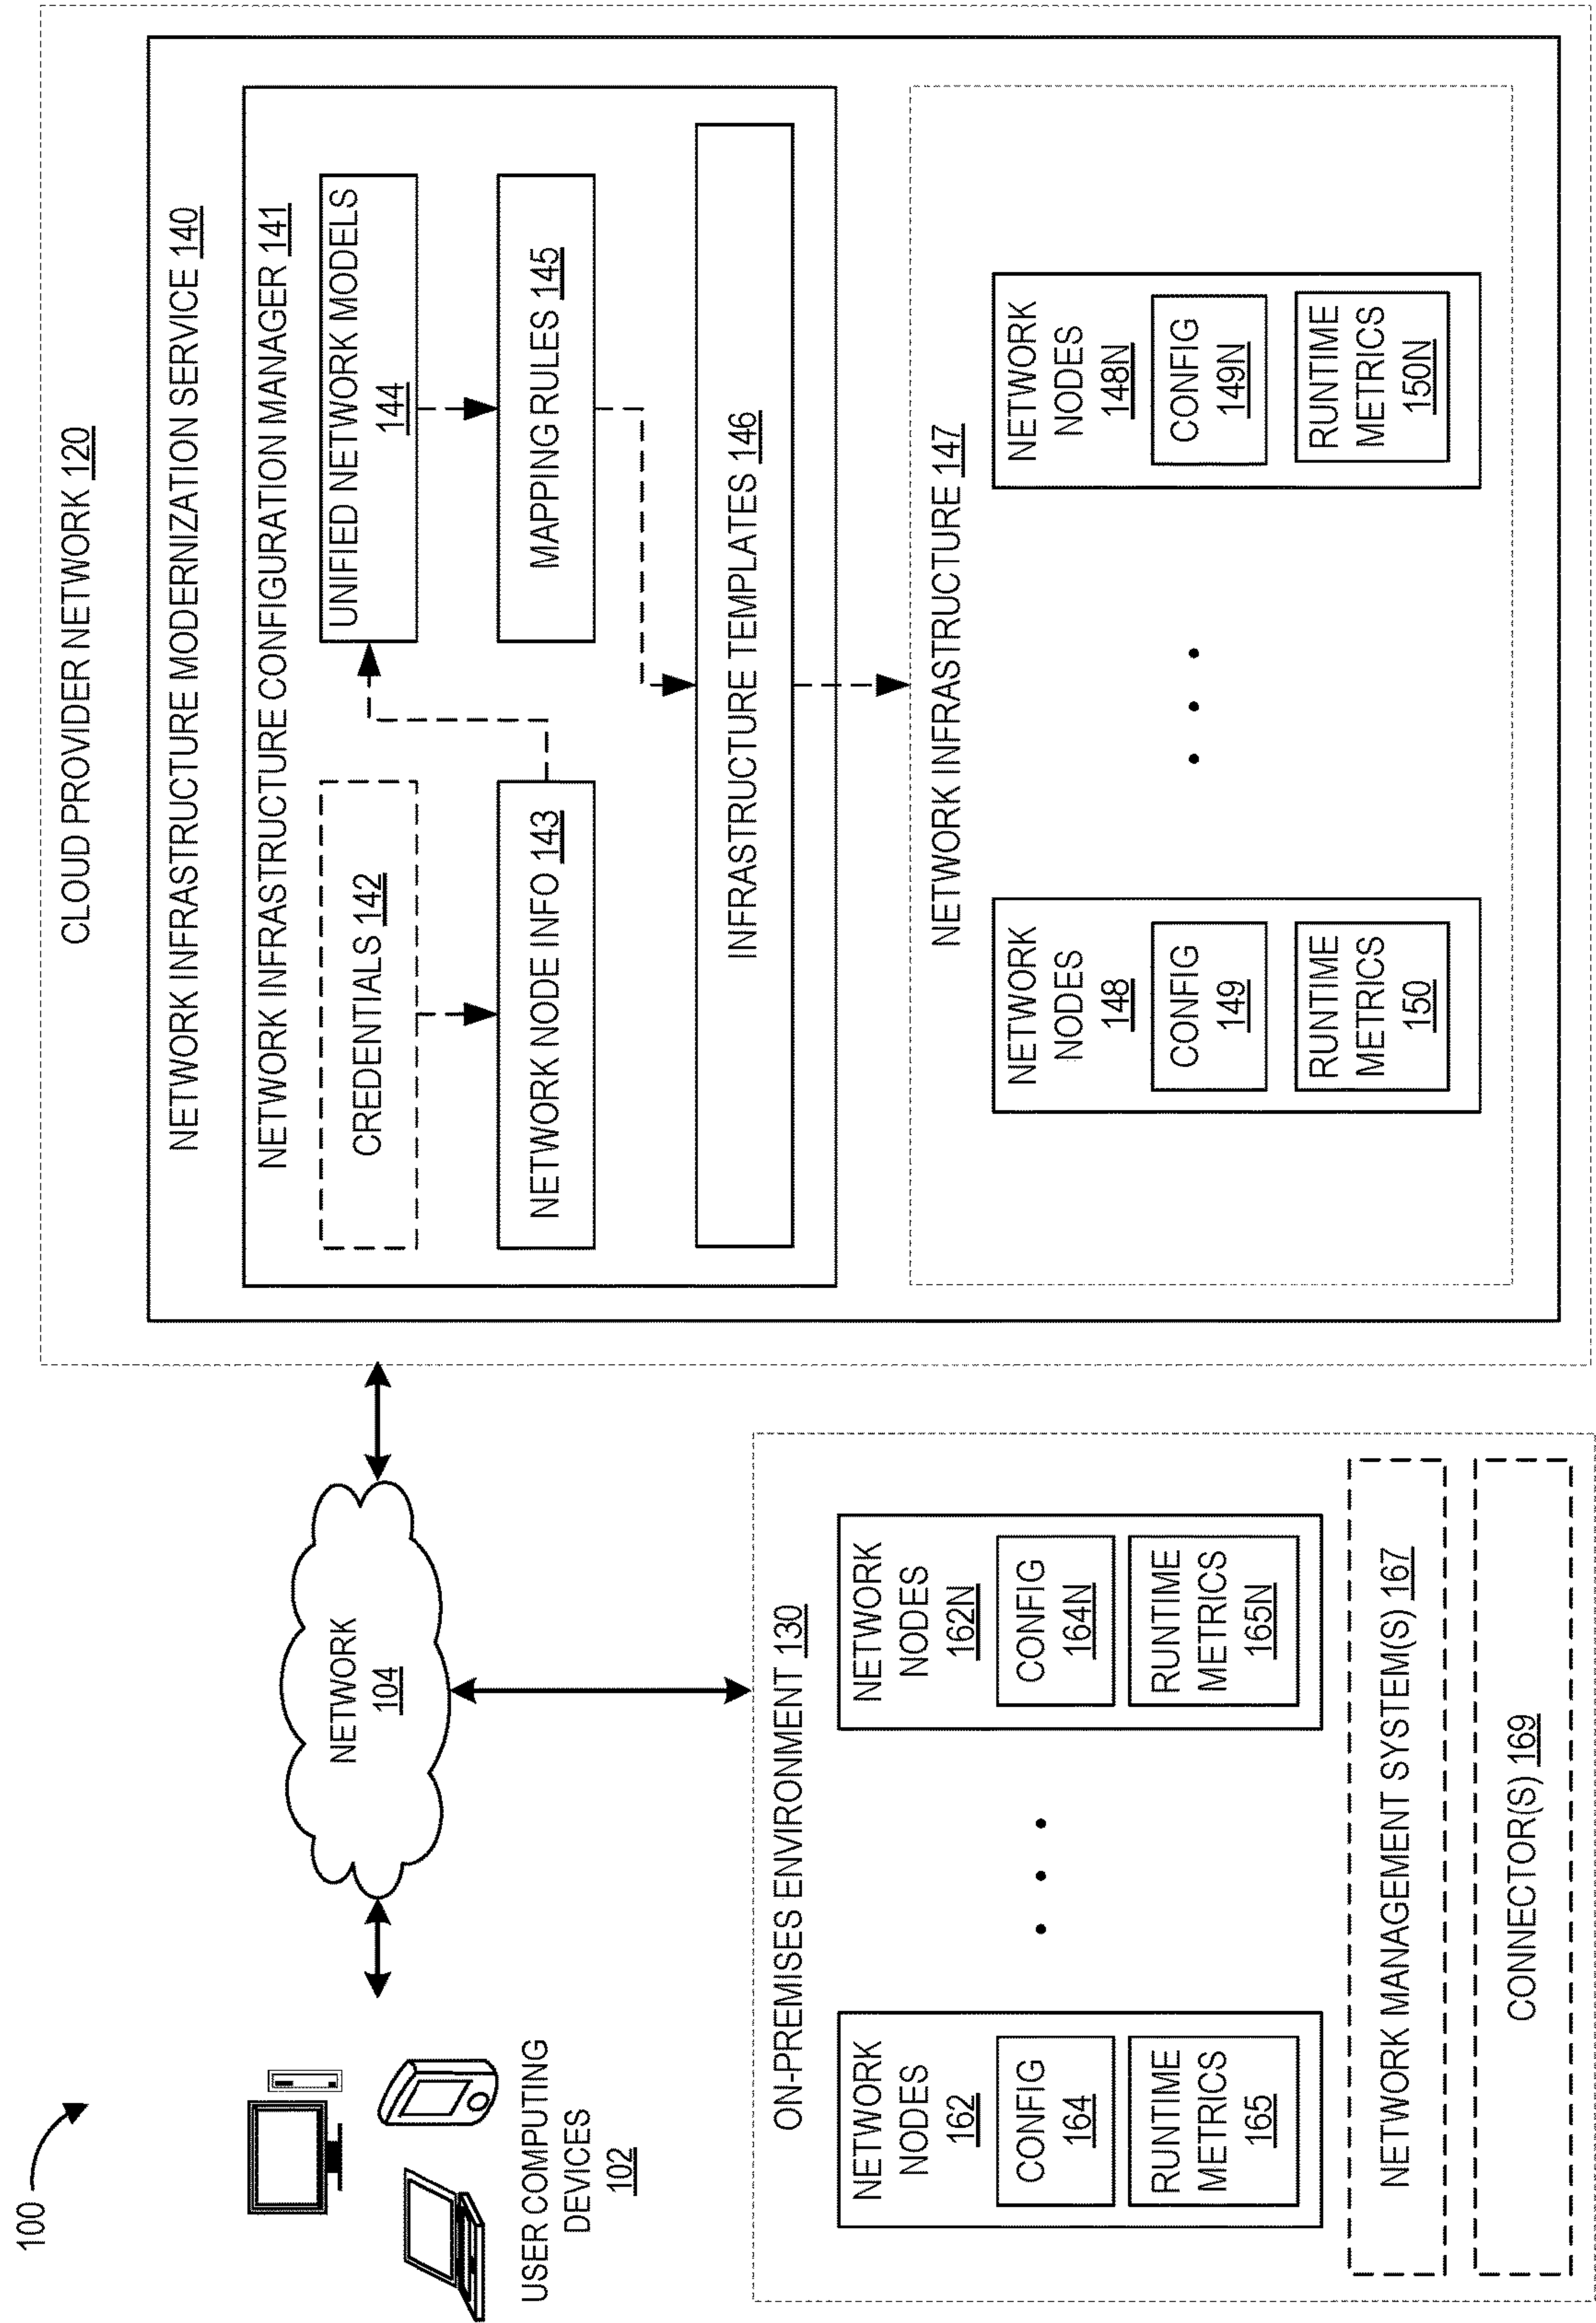 100
USER COMPUTING
DEVICES
102
NETWORK
104
CLOUD PROVIDER NETWORK 120
NETWORK INFRASTRUCTURE MODERNIZATION SERVICE 140
NETWORK INFRASTRUCTURE CONFIGURATION MANAGER 141
CREDENTIALS 142
UNIFIED NETWORK MODELS
144
NETWORK NODE INFO 143
MAPPING RULES 145
INFRASTRUCTURE TEMPLATES 146
NETWORK INFRASTRUCTURE 147
NETWORK
NODES
148
CONFIG
149
RUNTIME
METRICS
150
NETWORK
NODES
148N
CONFIG
149N
RUNTIME
METRICS
150N
ON-PREMISES ENVIRONMENT 130
NETWORK
NODES
162
CONFIG
164
RUNTIME
METRICS
165
NETWORK
NODES
162N
CONFIG
164N
RUNTIME
METRICS
165N
NETWORK MANAGEMENT SYSTEM(S) 167
CONNECTOR(S) 169